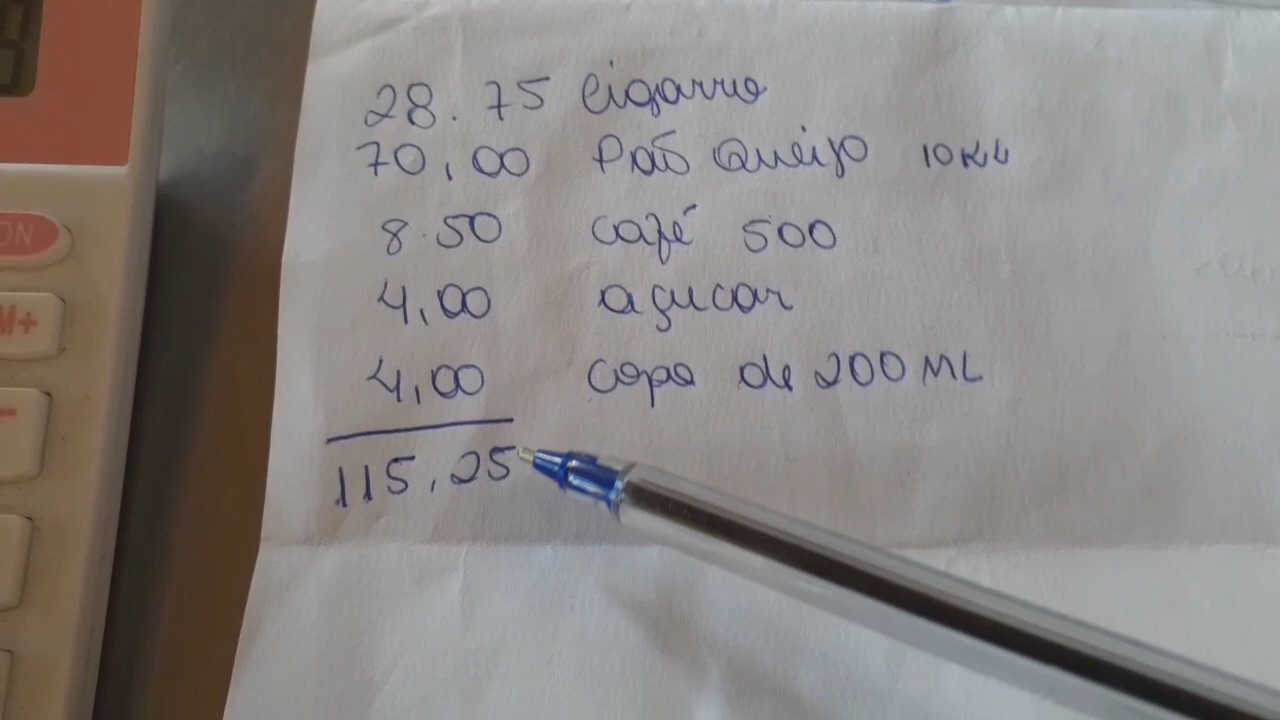 28.75 Cigarro
70,00 Pão Queijo 10KG
8.50 café 500
4,00 açucar
4,00 copo de 200 ML
115,25
ON
M+